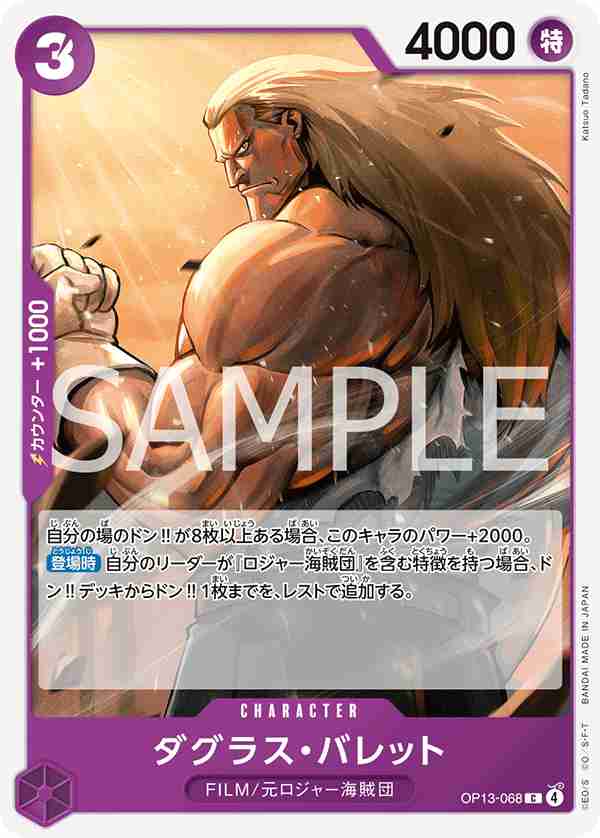 3
4000
特
Katsuo Tadano
カウンター +1000
SAMPLE
自分の場のドン!!が8枚以上ある場合、このキャラのパワー+2000。
登場時 自分のリーダーが『ロジャー海賊団』を含む特徴を持つ場合、ド
ン!!デッキからドン!!1枚までを、レストで追加する。
CHARACTER
ダグラス・バレット
FILM/元ロジャー海賊団
OP13-068 C 4
©E.O/S ©O/S･F･T BANDAI MADE IN JAPAN